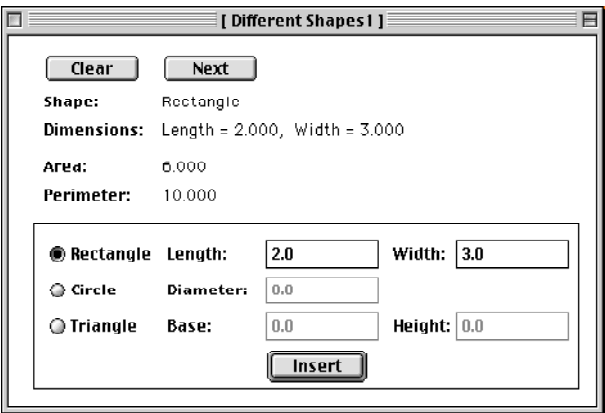 [ Different Shapes1 ]
Clear Next
Shape: Rectangle
Dimensions: Length = 2.000, Width = 3.000
Area: 6.000
Perimeter: 10.000
Rectangle Length: 2.0 Width: 3.0
Circle Diameter: 0.0
Triangle Base: 0.0 Height: 0.0
Insert